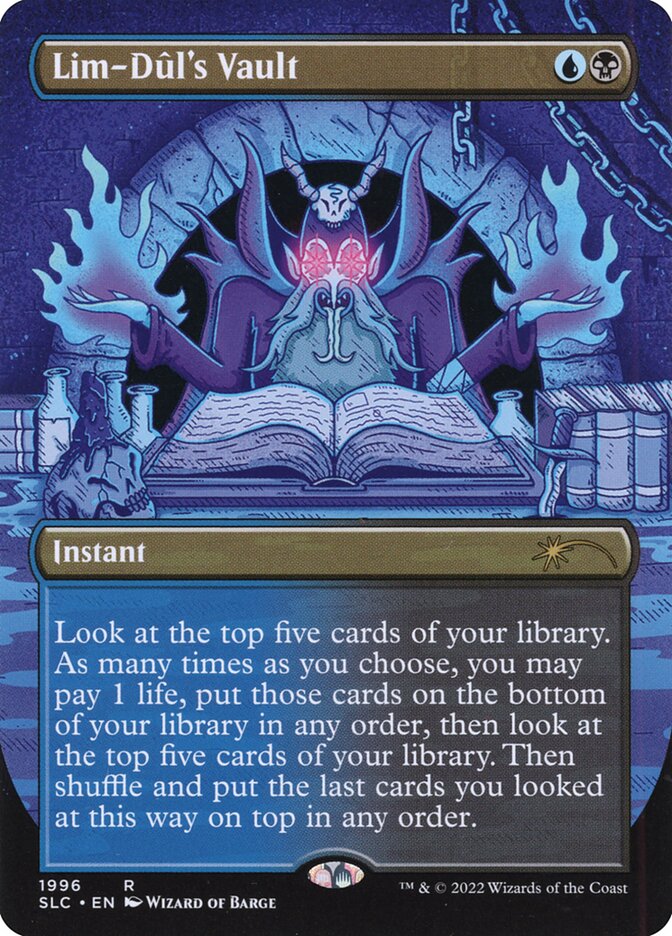 Lim-Dûl's Vault
Instant
Look at the top five cards of your library.
As many times as you choose, you may
pay 1 life, put those cards on the bottom
of your library in any order, then look at
the top five cards of your library. Then
shuffle and put the last cards you looked
at this way on top in any order.
1996 R
SLC • EN Wizard of Barge
™ & © 2022 Wizards of the Coast